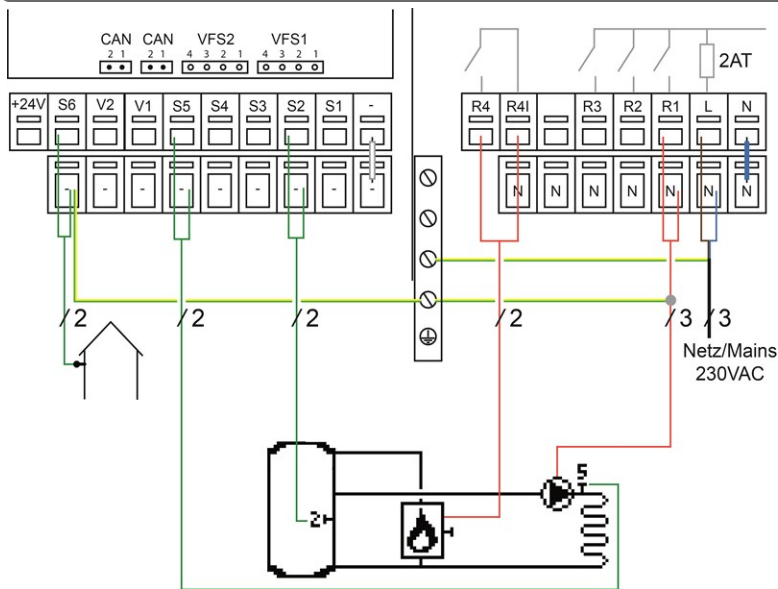 CAN CAN VFS2 VFS1
2 1 2 1 4 3 2 1 4 3 2 1
2AT
+24V S6 V2 V1 S5 S4 S3 S2 S1 -
R4 R4I R3 R2 R1 L N
- - - - - - - - -
N N N N N N N
/2 /2 /2 /2 /3 /3
Netz/Mains
230VAC
S
2